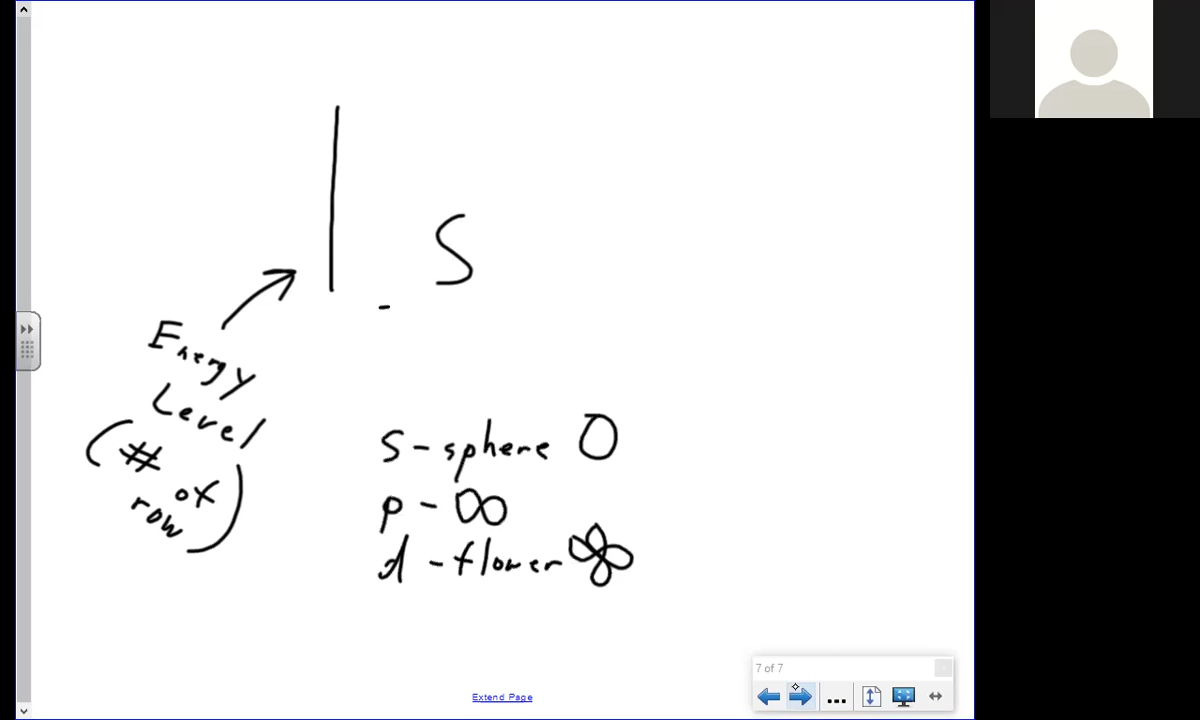 1 s
Energy
Level
(# of
row)
s - sphere
p - ∞
d - flower
7 of 7
Extend Page